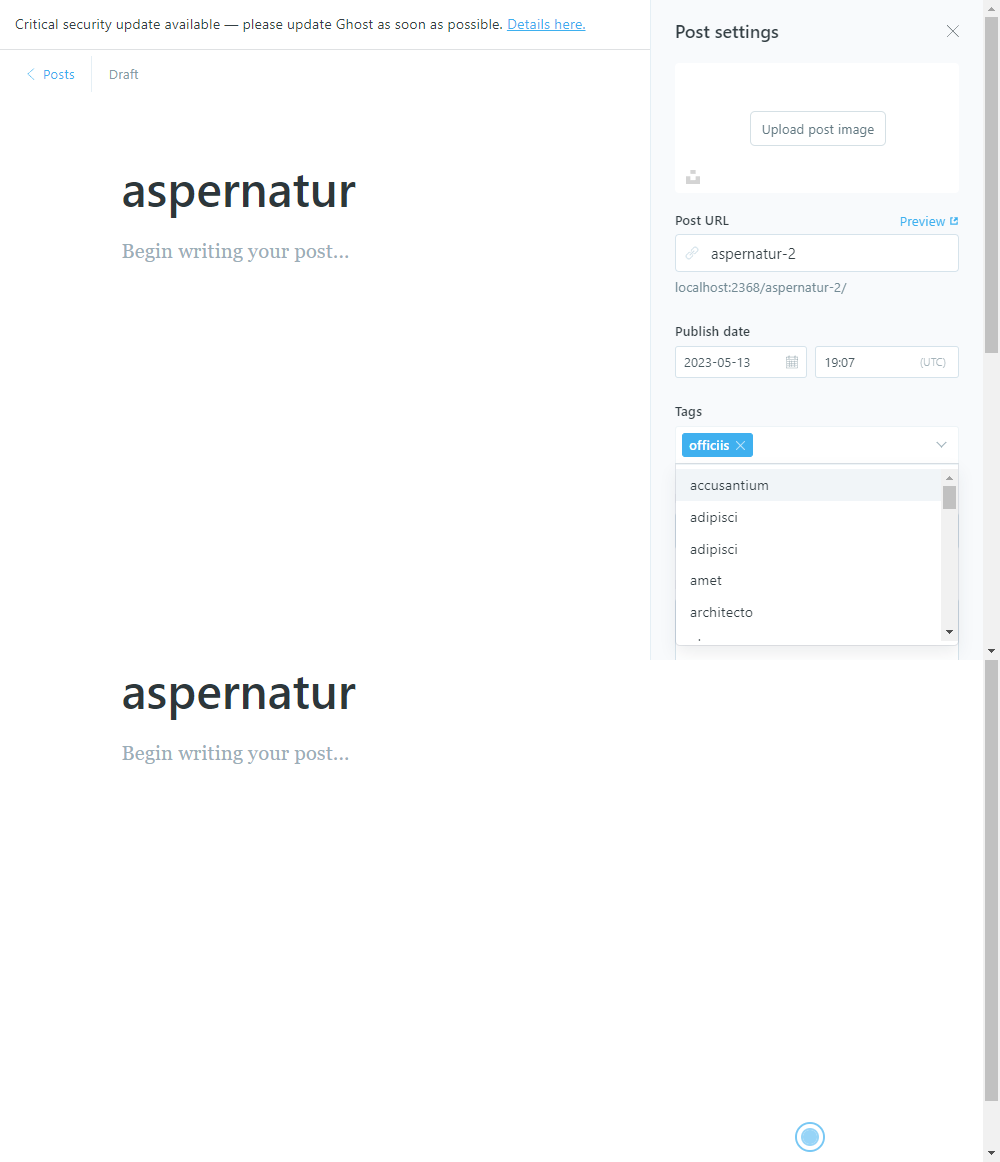 Critical security update available — please update Ghost as soon as possible. Details here.
Posts
Draft
aspernatur
Begin writing your post...
Post settings
Upload post image
Post URL
Preview
aspernatur-2
localhost:2368/aspernatur-2/
Publish date
2023-05-13
19:07
(UTC)
Tags
officiis
accusantium
adipisci
adipisci
amet
architecto
aspernatur
Begin writing your post...